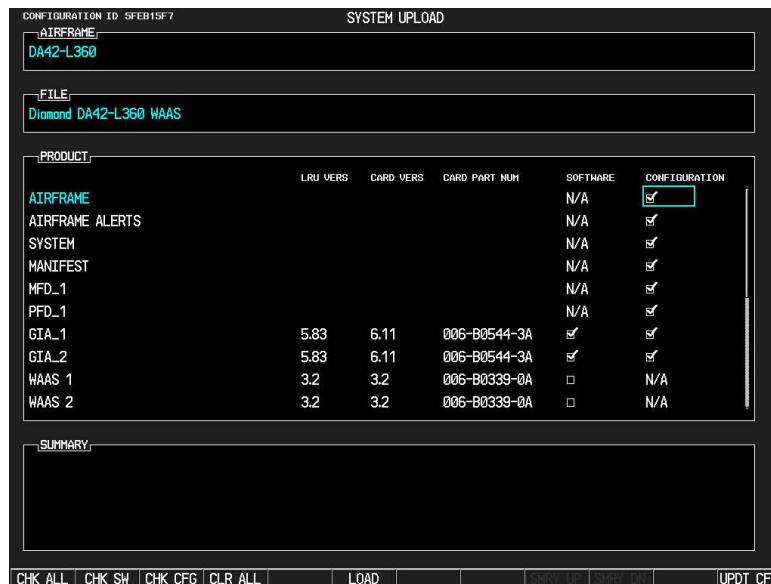 CONFIGURATION ID 5FEB15F7 SYSTEM UPLOAD
AIRFRAME
DA42-L360
FILE
Diamond DA42-L360 WAAS
PRODUCT
LRU VERS CARD VERS CARD PART NUM SOFTWARE CONFIGURATION
AIRFRAME N/A
AIRFRAME ALERTS N/A
SYSTEM N/A
MANIFEST N/A
MFD_1 N/A
PFD_1 N/A
GIA_1 5.83 6.11 006-B0544-3A
GIA_2 5.83 6.11 006-B0544-3A
WAAS 1 3.2 3.2 006-B0339-0A N/A
WAAS 2 3.2 3.2 006-B0339-0A N/A
SUMMARY
CHK ALL CHK SW CHK CFG CLR ALL LOAD SMRY UP SMRY DN UPDT CF